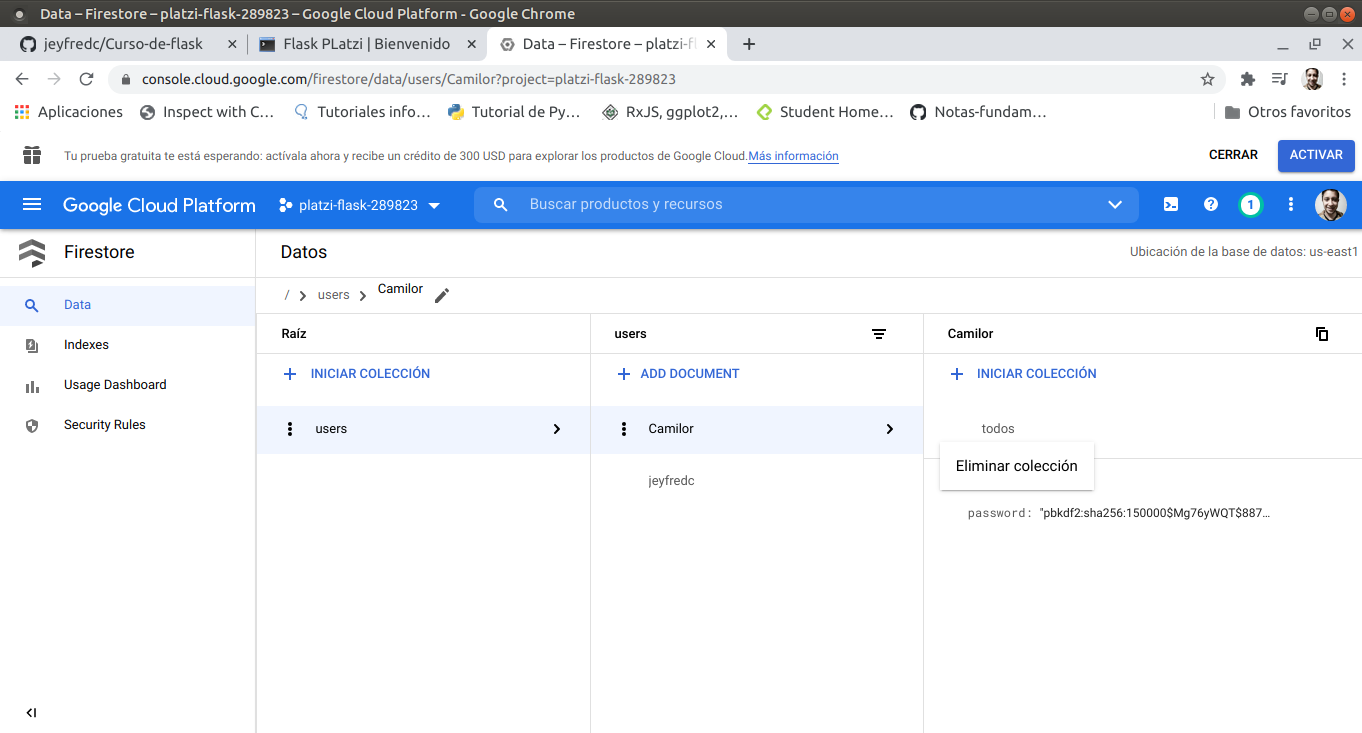 Data – Firestore – platzi-flask-289823 – Google Cloud Platform - Google Chrome
jeyfredc/Curso-de-flask
Flask PLatzi | Bienvenido
Data – Firestore – platzi-fl
console.cloud.google.com/firestore/data/users/Camilor?project=platzi-flask-289823
Aplicaciones
Inspect with C...
Tutoriales info...
Tutorial de Py...
RxJS, ggplot2,...
Student Home...
Notas-fundam...
Otros favoritos
Tu prueba gratuita te está esperando: actívala ahora y recibe un crédito de 300 USD para explorar los productos de Google Cloud. Más información
CERRAR
ACTIVAR
Google Cloud Platform
platzi-flask-289823
Buscar productos y recursos
1
Firestore
Datos
Ubicación de la base de datos: us-east1
Data
Indexes
Usage Dashboard
Security Rules
/ users Camilor
Raíz
INICIAR COLECCIÓN
users
users
ADD DOCUMENT
Camilor
jeyfredc
Camilor
INICIAR COLECCIÓN
todos
Eliminar colección
password: "pbkdf2:sha256:150000$Mg76yWQT$887...